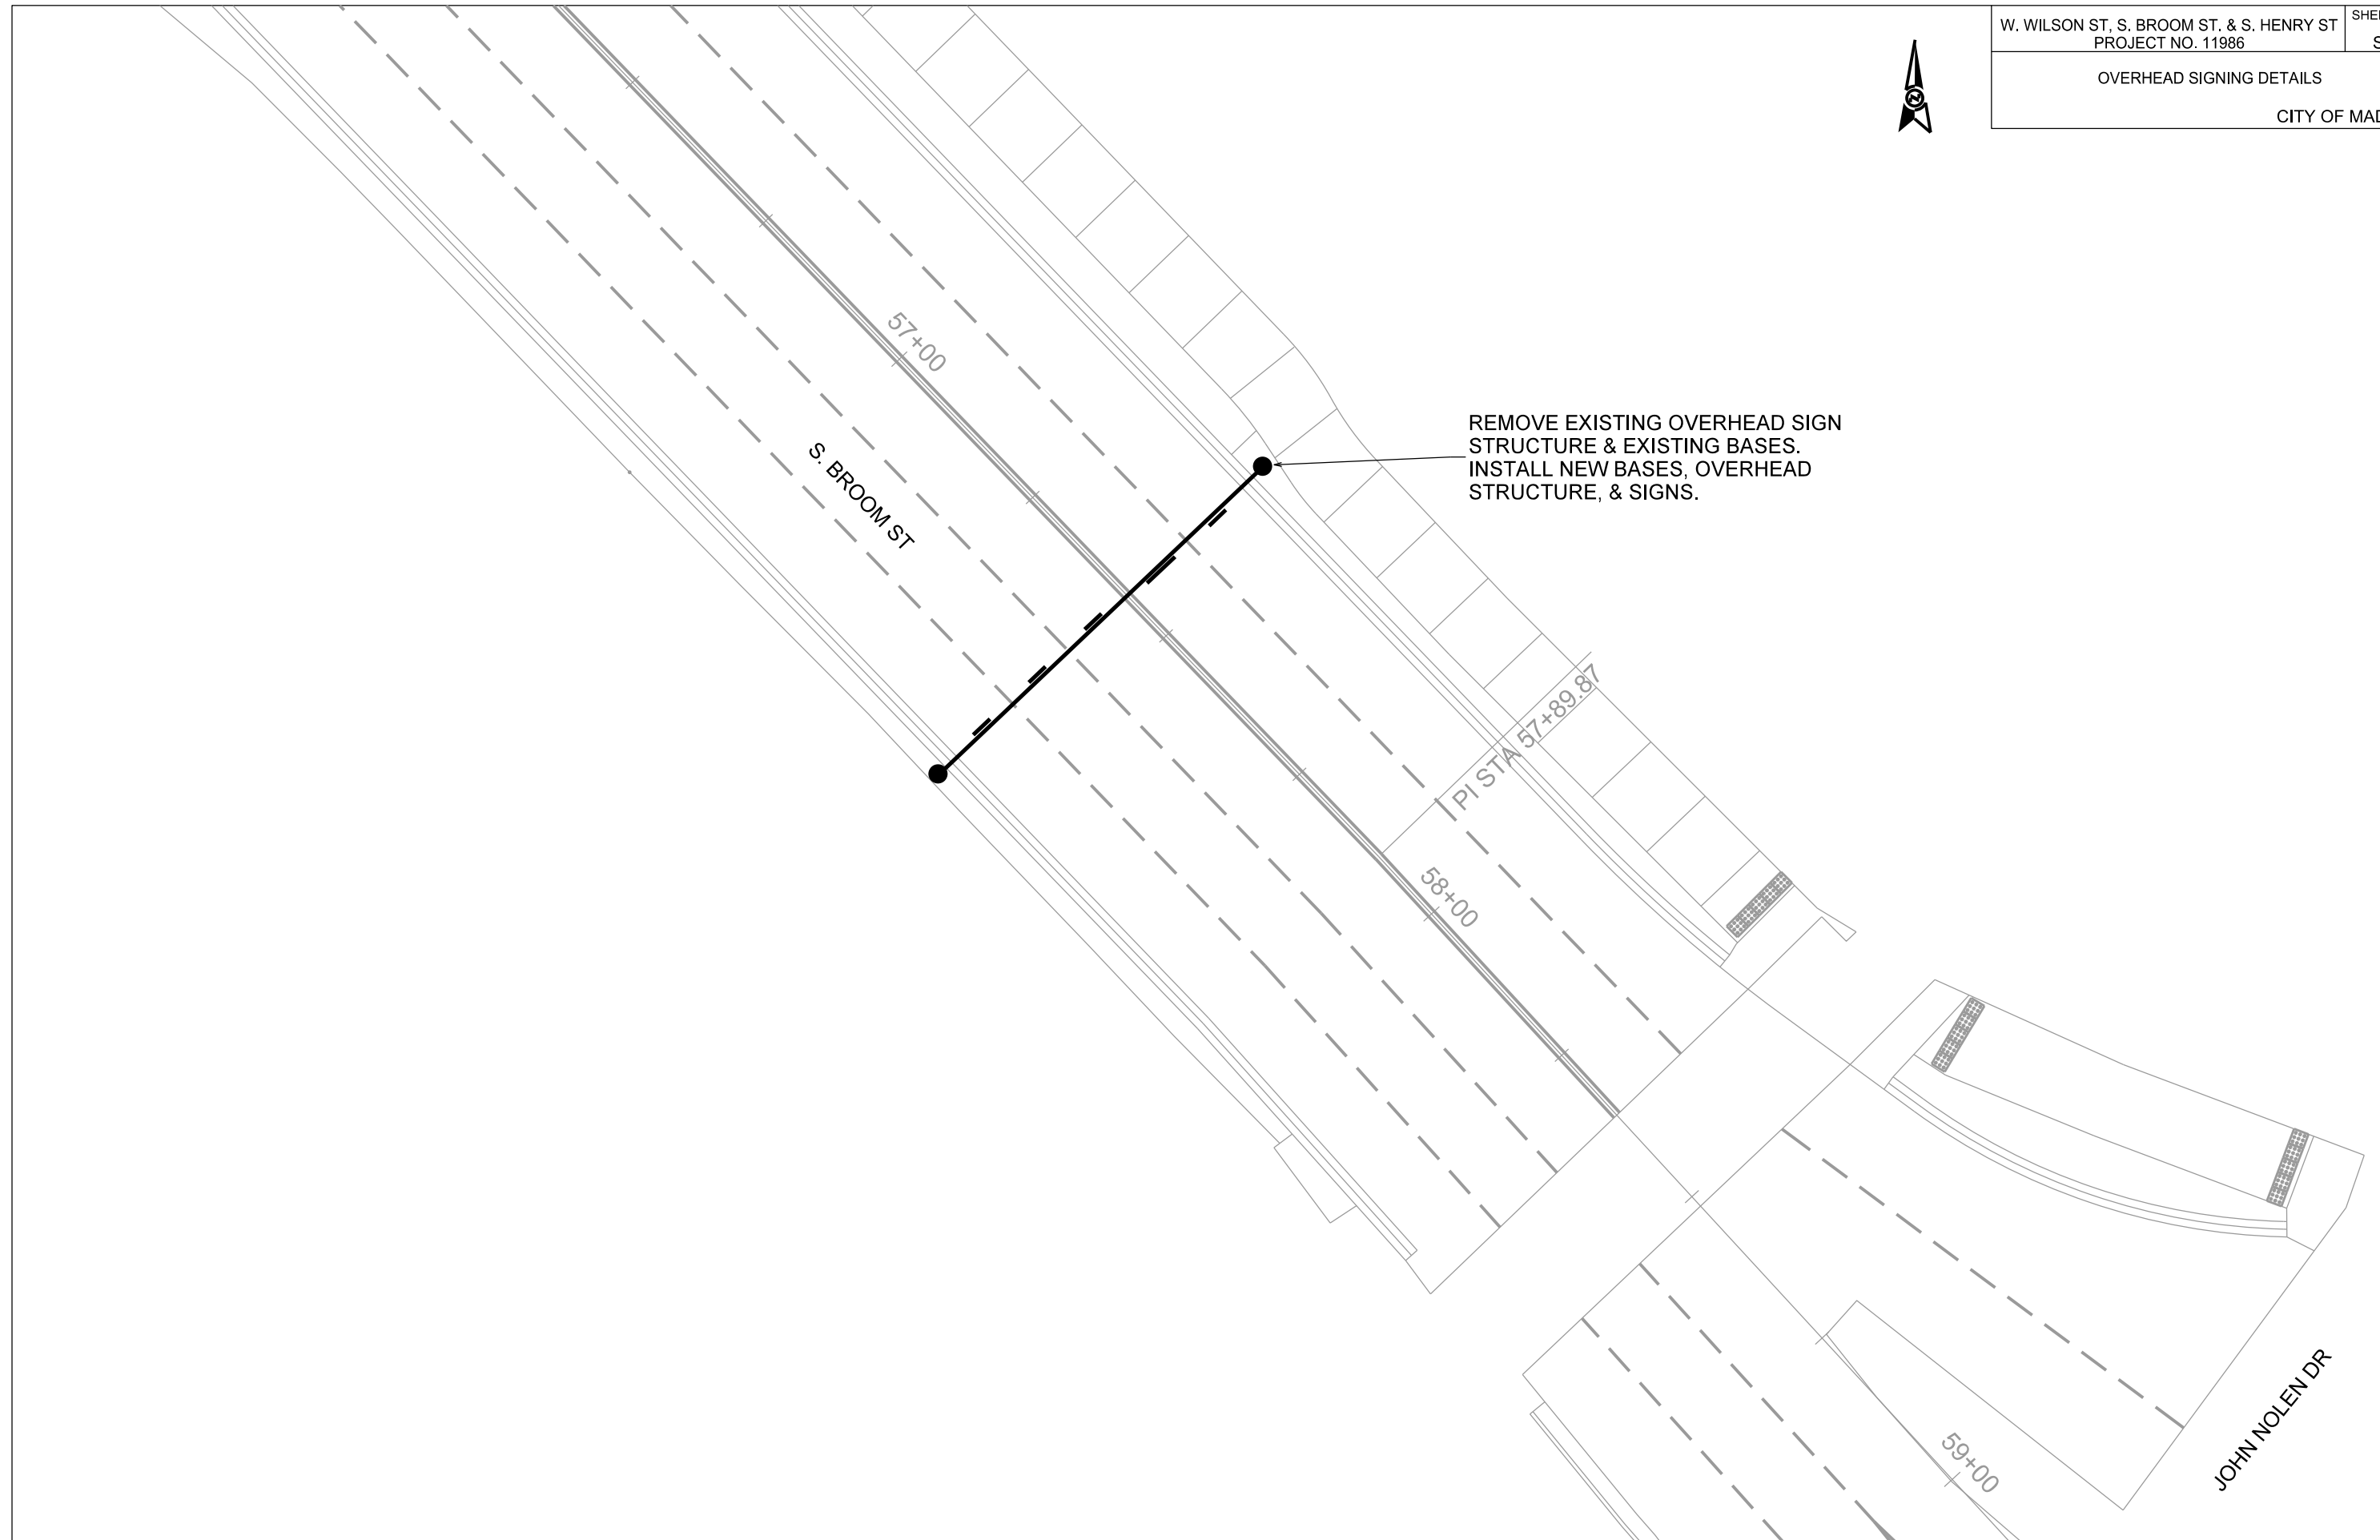 W. WILSON ST, S. BROOM ST, & S. HENRY ST
PROJECT NO. 11986
OVERHEAD SIGNING DETAILS
CITY OF
N
57+00
S. BROOM ST
REMOVE EXISTING OVERHEAD SIGN
STRUCTURE & EXISTING BASES.
INSTALL NEW BASES, OVERHEAD
STRUCTURE, & SIGNS.
PI STA 57+89.87
58+00
59+00
JOHN NOLEN DR